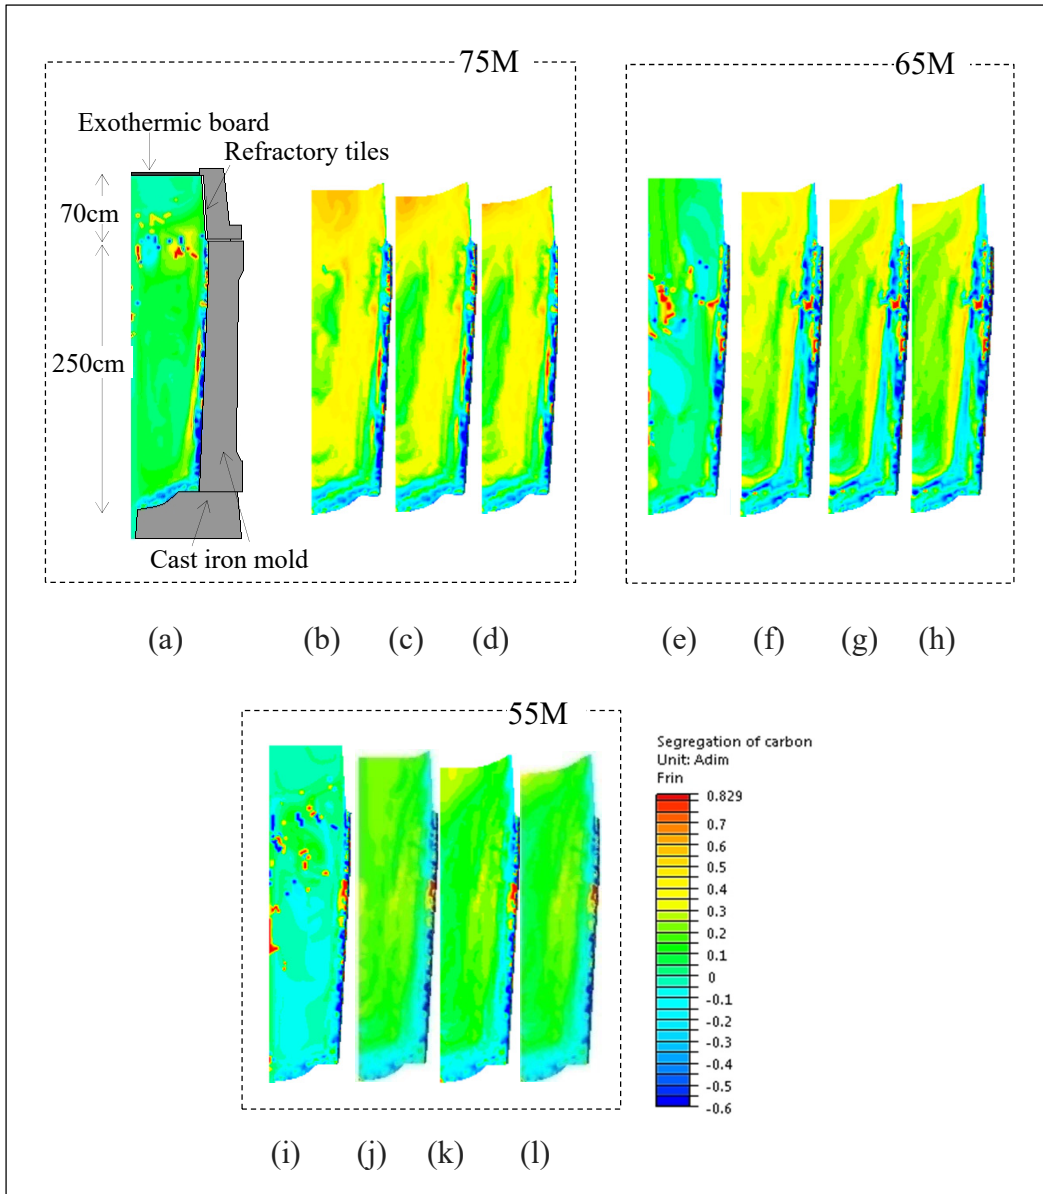 75M
65M
Exothermic board
Refractory tiles
70cm
250cm
Cast iron mold
(a)
(b)
(c)
(d)
(e)
(f)
(g)
(h)
55M
Segregation of carbon
Unit: Adim
Frin
0.829
0.7
0.6
0.5
0.4
0.3
0.2
0.1
0
-0.1
-0.2
-0.3
-0.4
-0.5
-0.6
(i)
(j)
(k)
(l)